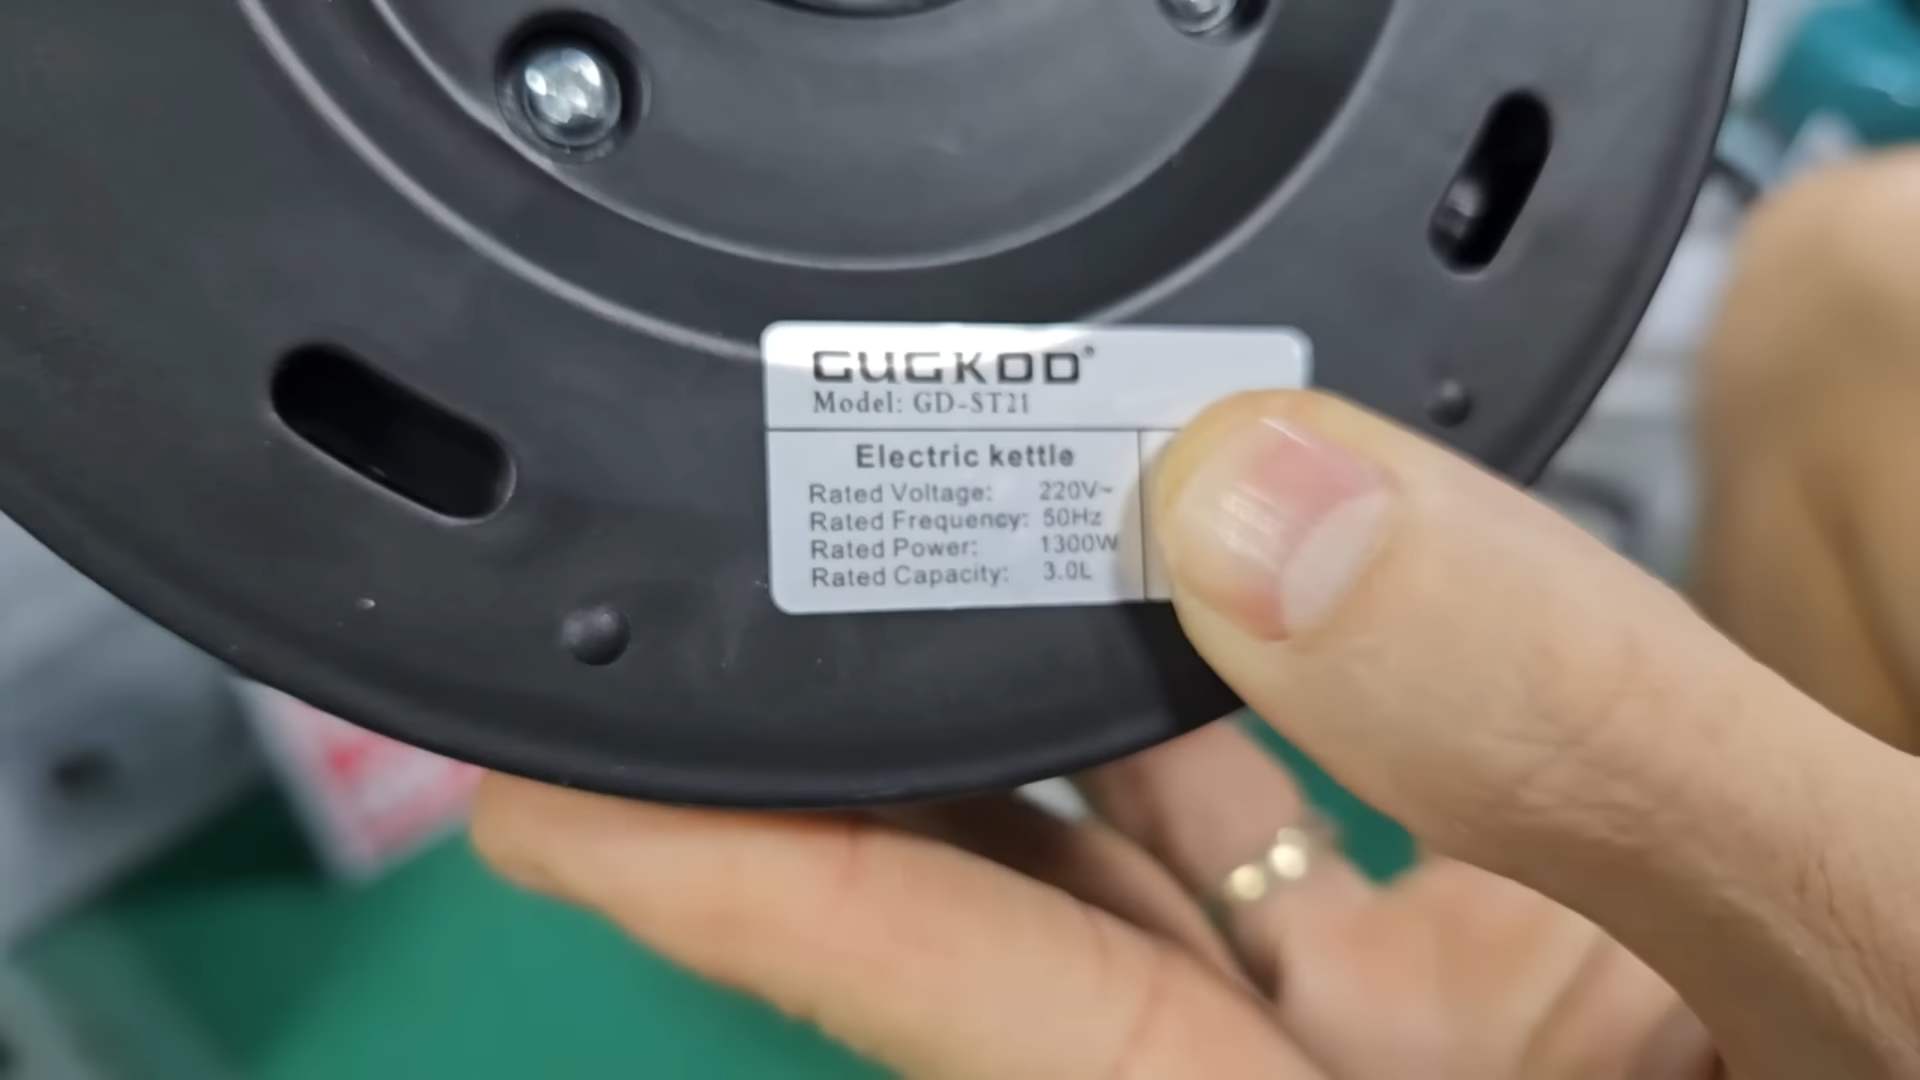 CUCKOO®
Model: GD-ST21
Electric kettle
Rated Voltage: 220V~
Rated Frequency: 50Hz
Rated Power: 1300W
Rated Capacity: 3.0L